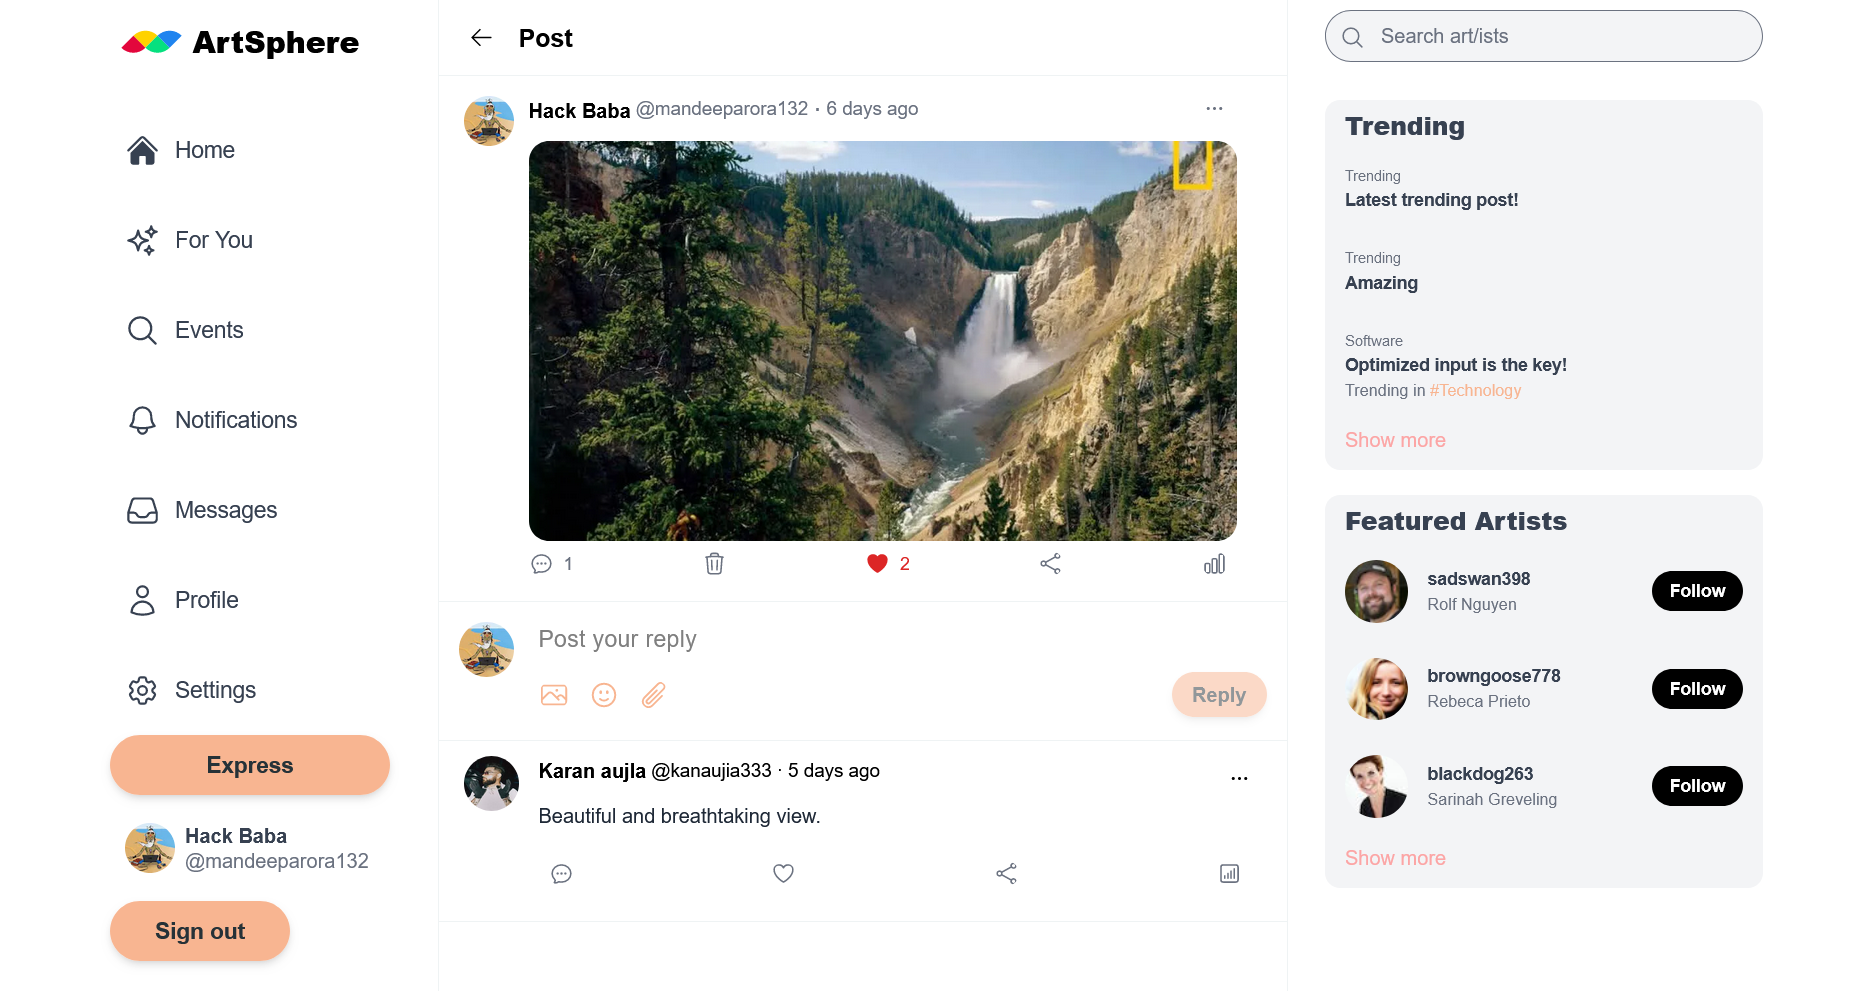 ArtSphere
Home
For You
Events
Notifications
Messages
Profile
Settings
Express
Hack Baba
@mandeeparora132
Sign out
Post
Hack Baba @mandeeparora132 · 6 days ago
...
1
2
Post your reply
Reply
Karan aujla @kanaujia333 · 5 days ago
...
Beautiful and breathtaking view.
Search art/ists
Trending
Trending
Latest trending post!
Trending
Amazing
Software
Optimized input is the key!
Trending in #Technology
Show more
Featured Artists
sadswan398
Rolf Nguyen
Follow
browngoose778
Rebeca Prieto
Follow
blackdog263
Sarinah Greveling
Follow
Show more